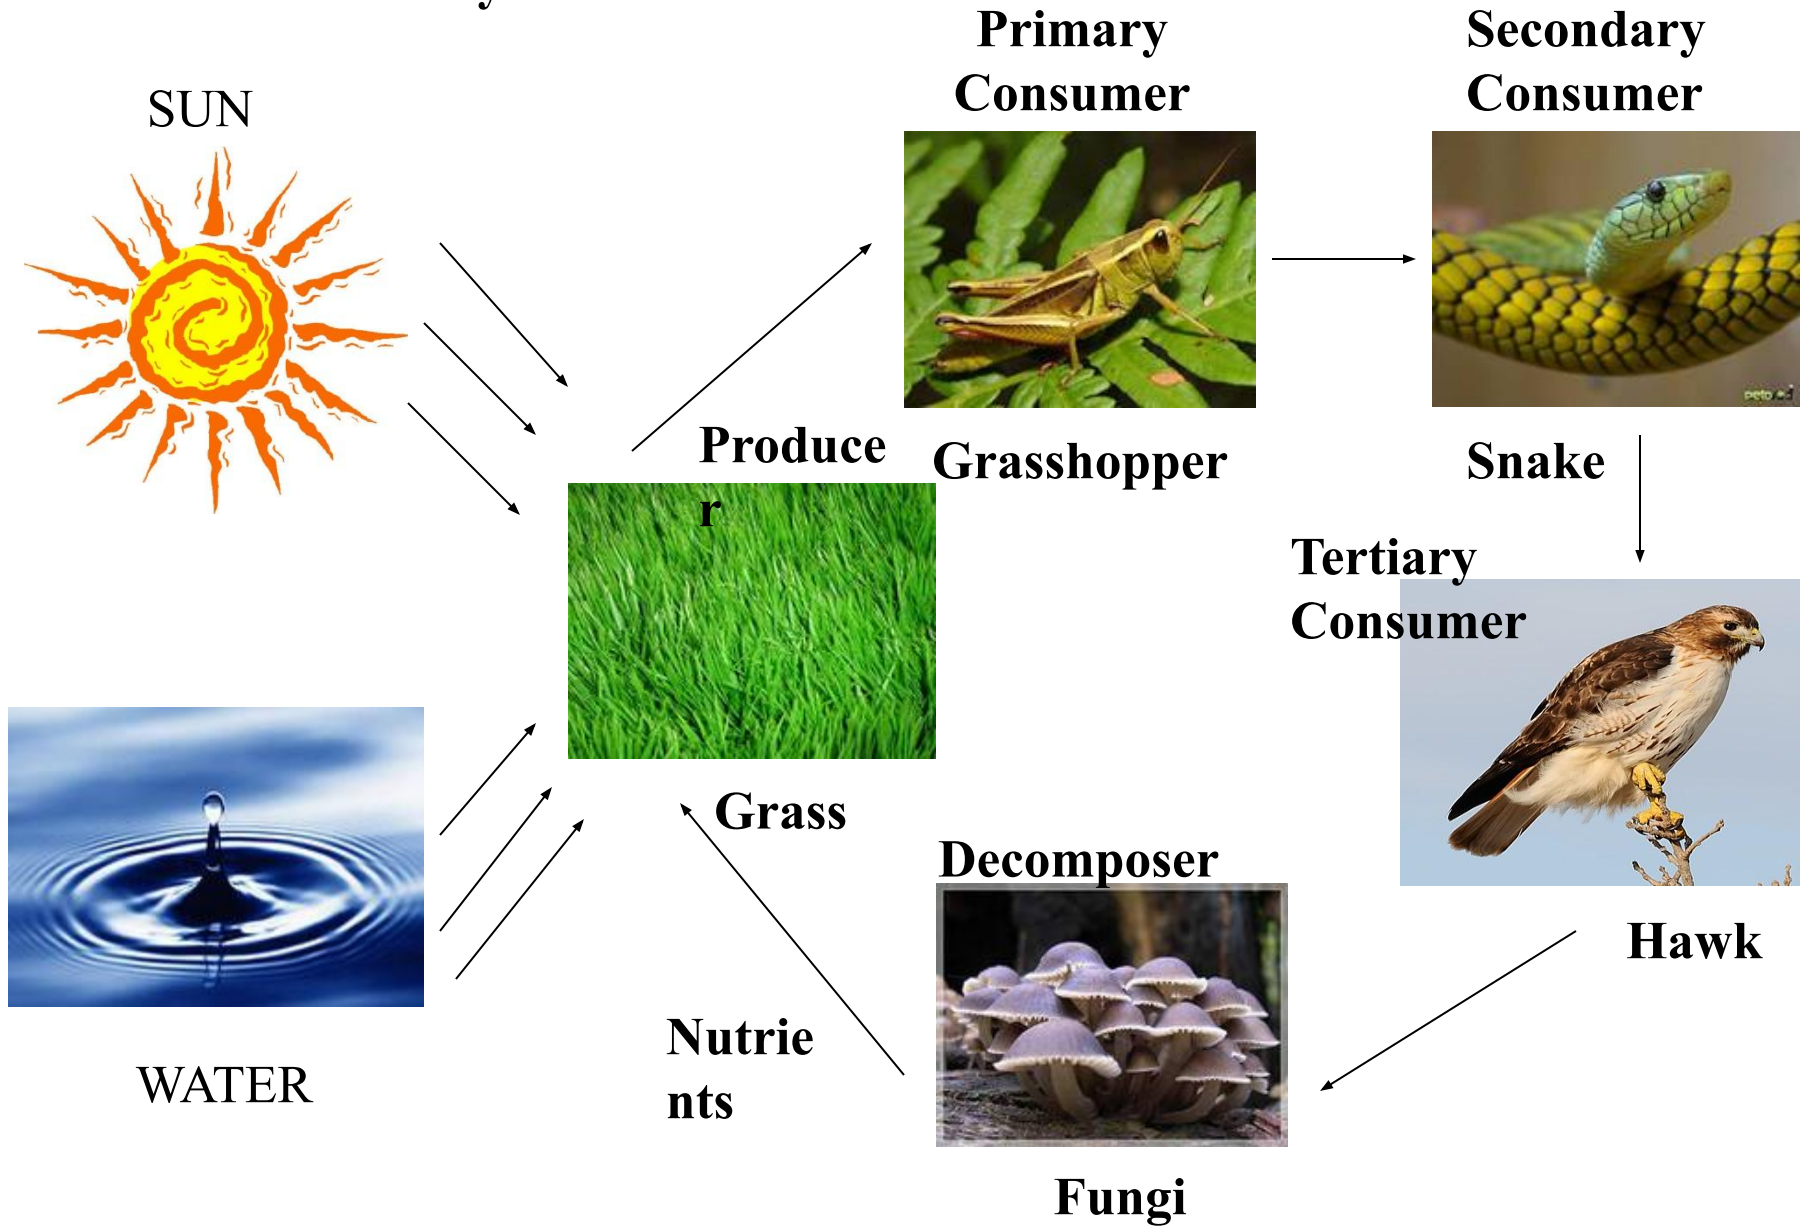 Primary
Consumer
Secondary
Consumer
SUN
Produce
r
Grasshopper
Snake
Tertiary
Consumer
Grass
Decomposer
Hawk
Nutrie
nts
WATER
Fungi